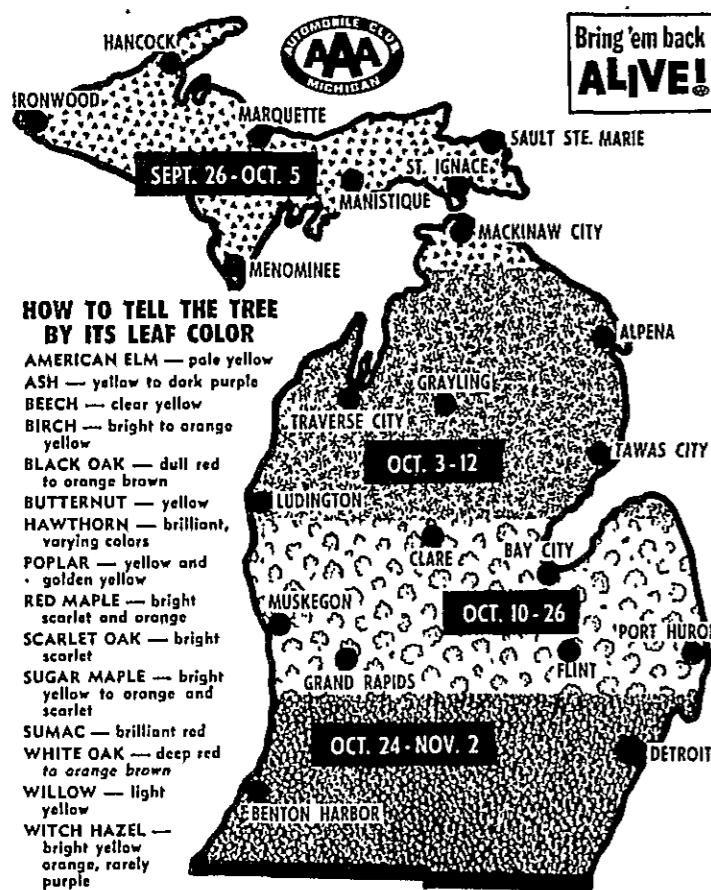 HANCOCK
AUTOMOBILE CLUB
AAA
MICHIGAN
Bring 'em back
ALIVE!
IRONWOOD
MARQUETTE
SAULT STE. MARIE
ST. IGNACE
SEPT. 26 - OCT. 5
MANISTIQUE
MACKINAW CITY
MENOMINEE
HOW TO TELL THE TREE
BY ITS LEAF COLOR
AMERICAN ELM — pale yellow
ASH — yellow to dark purple
BEECH — clear yellow
BIRCH — bright to orange
yellow
BLACK OAK — dull red
to orange brown
BUTTERNUT — yellow
HAWTHORN — brilliant,
varying colors
POPLAR — yellow and
golden yellow
RED MAPLE — bright
scarlet and orange
SCARLET OAK — bright
scarlet
SUGAR MAPLE — bright
yellow to orange and
scarlet
SUMAC — brilliant red
WHITE OAK — deep red
to orange brown
WILLOW — light
yellow
WITCH HAZEL —
bright yellow
orange, rarely
purple
ALPENA
GRAYLING
TRAVERSE CITY
OCT. 3 - 12
TAWAS CITY
LUDINGTON
CLARE
BAY CITY
MUSKEGON
OCT. 10 - 26
PORT HURO
GRAND RAPIDS
FLINT
OCT. 24 - NOV. 2
DETROIT
BENTON HARBOR